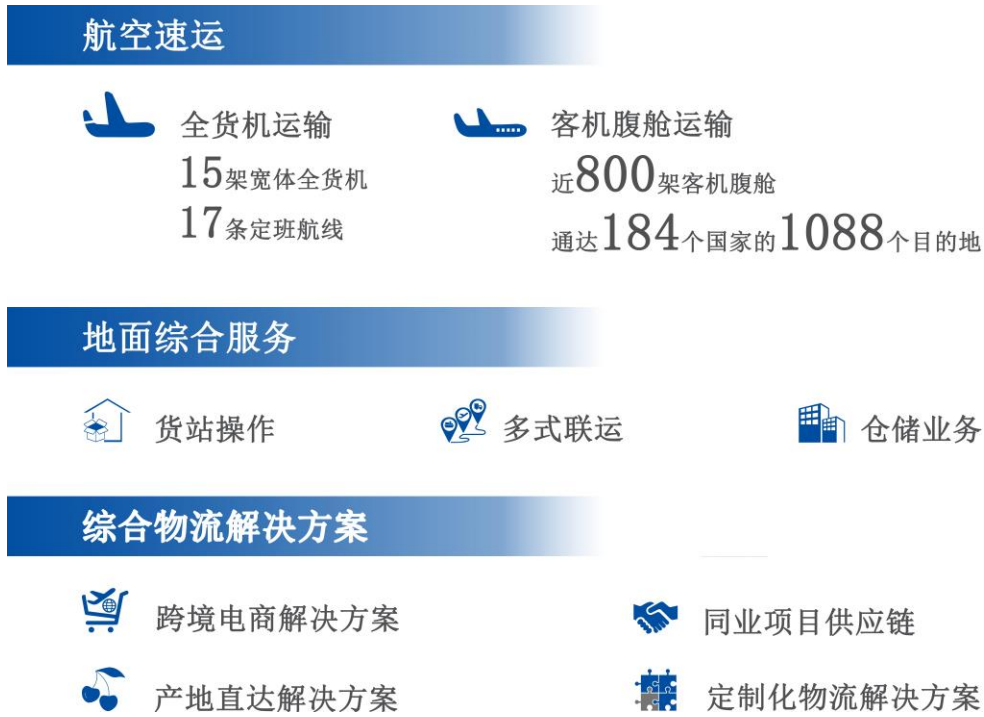 航空速运
全货机运输
15架宽体全货机
17条定班航线
客机腹舱运输
近800架客机腹舱
通达184个国家的1088个目的地
地面综合服务
货站操作
多式联运
仓储业务
综合物流解决方案
跨境电商解决方案
同业项目供应链
产地直达解决方案
定制化物流解决方案